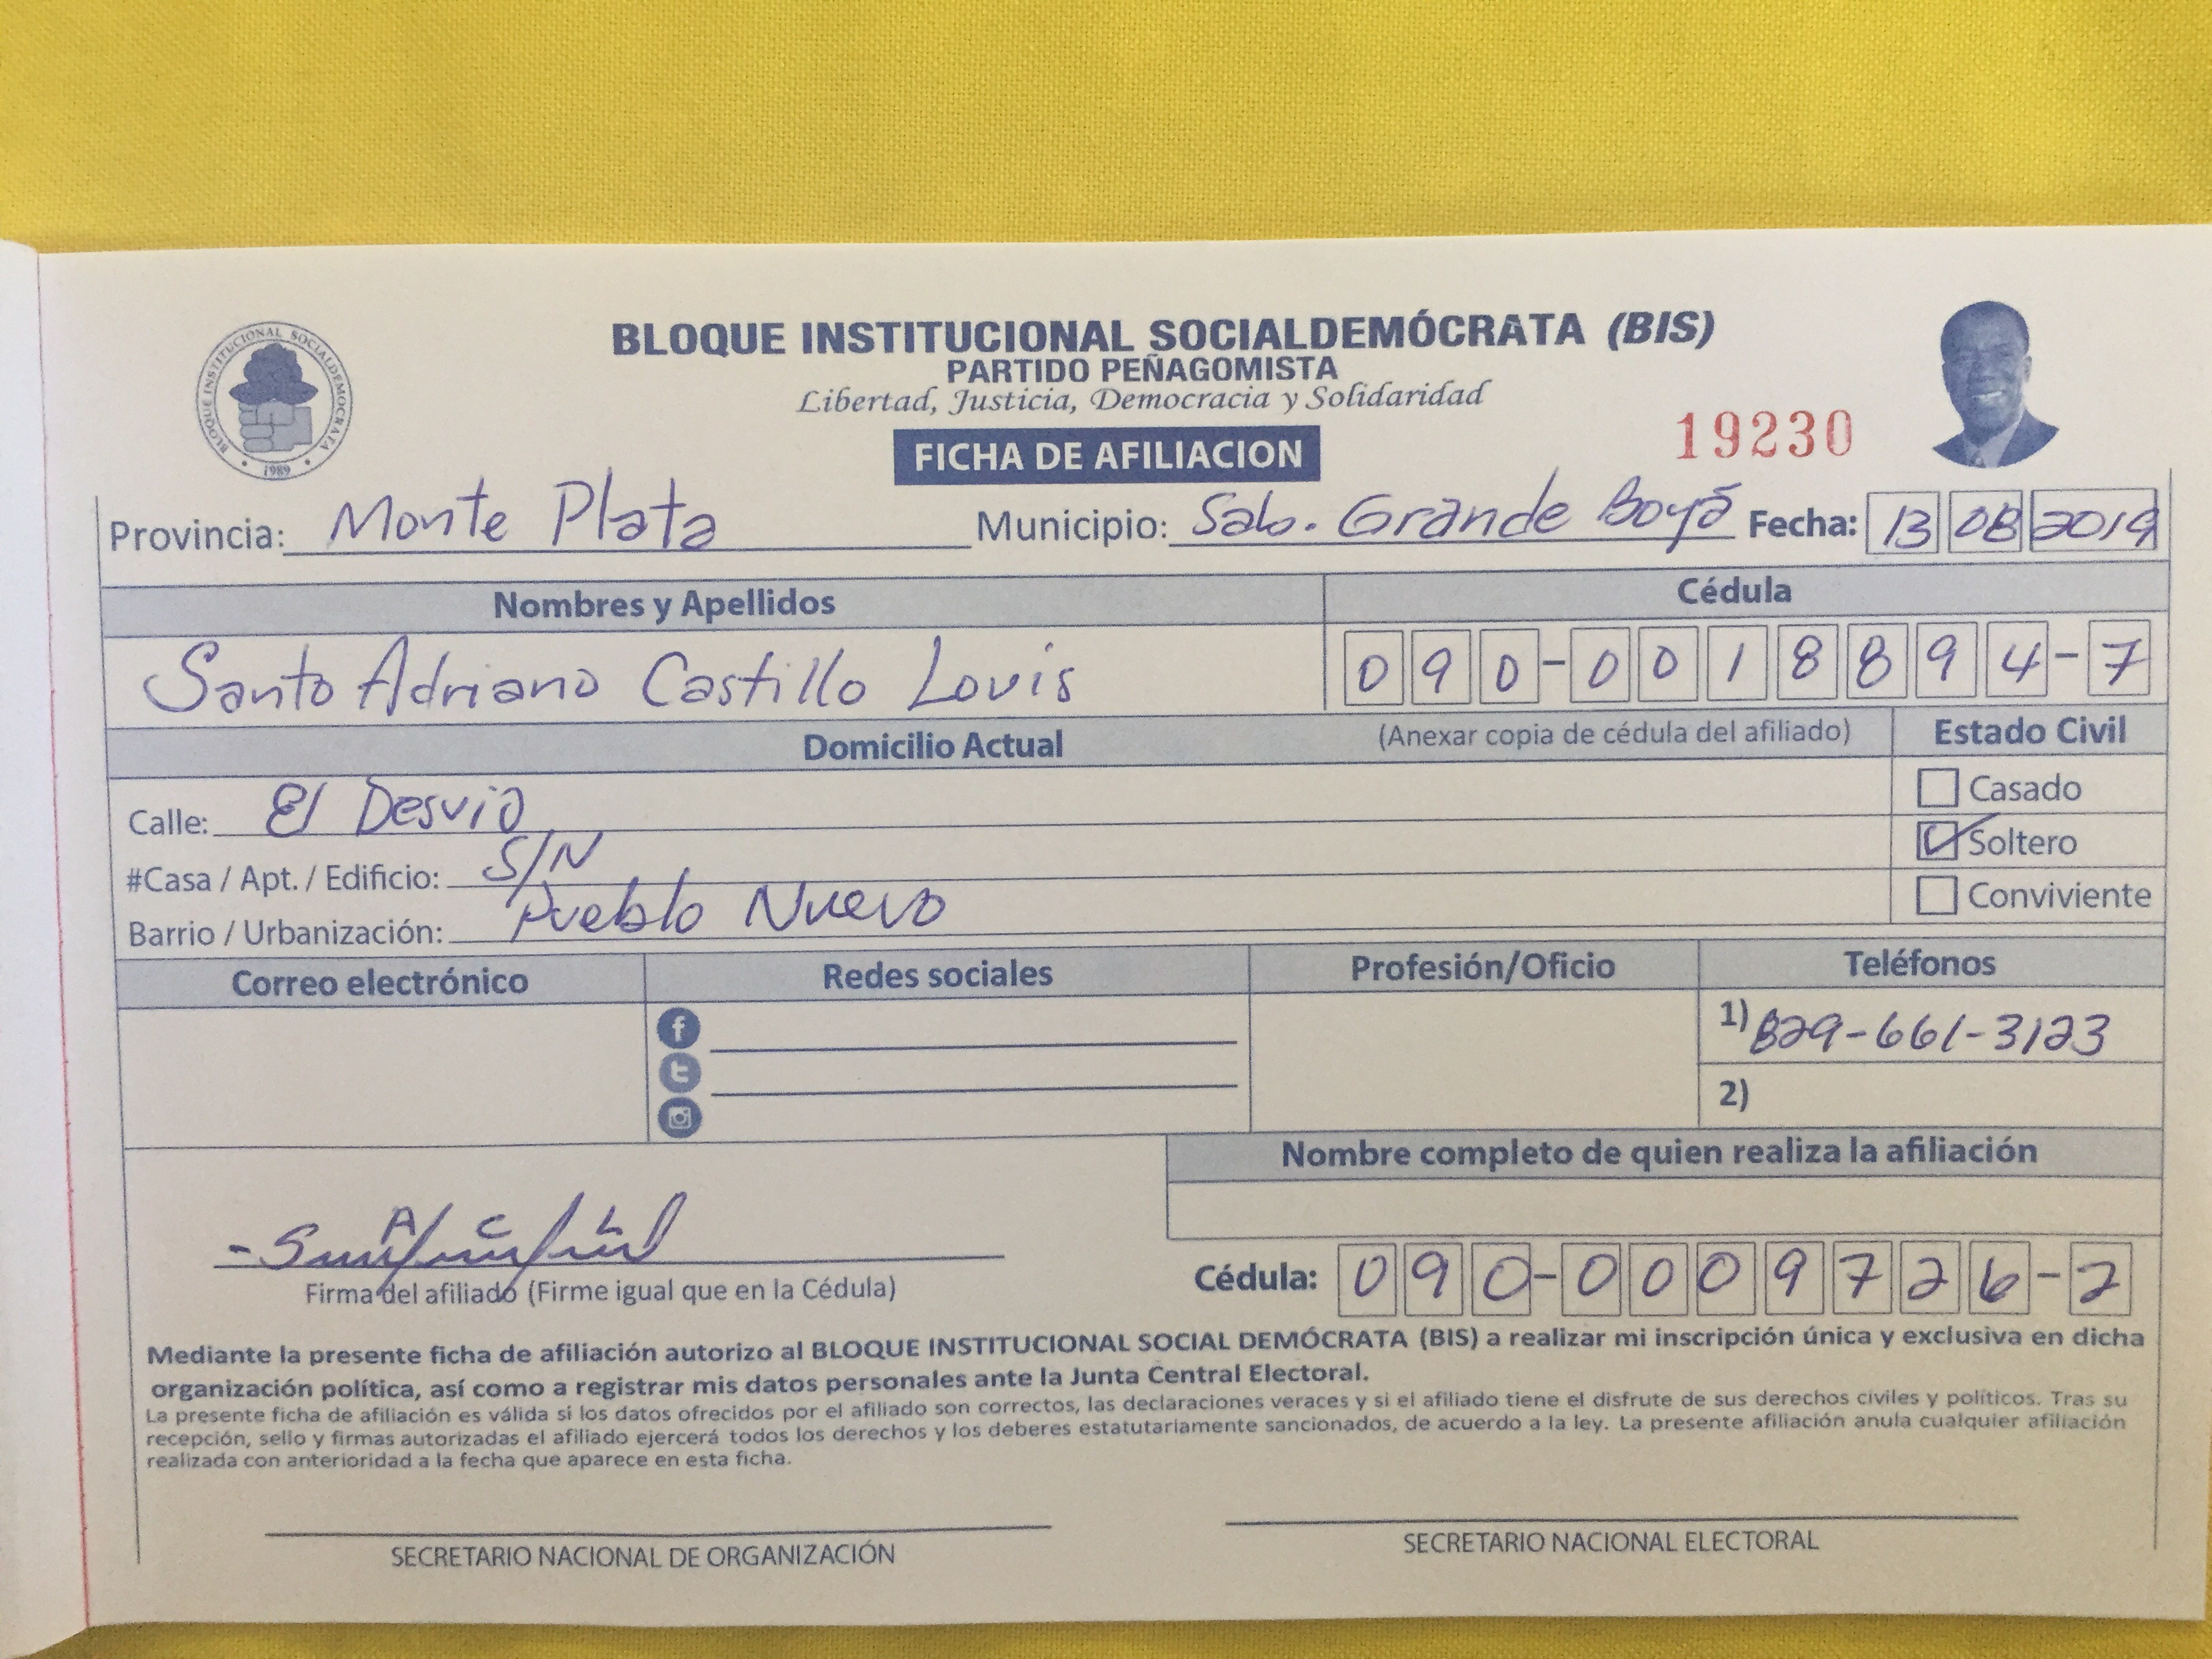 BLOQUE INSTITUCIONAL SOCIALDEMÓCRATA (BIS)
PARTIDO PEÑAGOMISTA
Libertad, Justicia, Democracia y Solidaridad
BLOQUE INSTITUCIONAL SOCIALDEMOCRATA
• 1989 •
FICHA DE AFILIACION
19230
Provincia: Monte Plata Municipio: Sab. Grande Boyá Fecha: 13 08 2019
Nombres y Apellidos Cédula
Santo Adriano Castillo Louis 090-0018894-7
Domicilio Actual (Anexar copia de cédula del afiliado) Estado Civil
Calle: El Desvio
Casado
#Casa / Apt. / Edificio: S/N
Soltero
Barrio / Urbanización: Pueblo Nuevo
Conviviente
Correo electrónico Redes sociales Profesión/Oficio Teléfonos
1) 829-661-3123
2)
Nombre completo de quien realiza la afiliación
Firma del afiliado (Firme igual que en la Cédula)
Cédula: 090-0009726-2
Mediante la presente ficha de afiliación autorizo al BLOQUE INSTITUCIONAL SOCIAL DEMÓCRATA (BIS) a realizar mi inscripción única y exclusiva en dicha
organización política, así como a registrar mis datos personales ante la Junta Central Electoral.
La presente ficha de afiliación es válida si los datos ofrecidos por el afiliado son correctos, las declaraciones veraces y si el afiliado tiene el disfrute de sus derechos civiles y políticos. Tras su
recepción, sello y firmas autorizadas el afiliado ejercerá todos los derechos y los deberes estatutariamente sancionados, de acuerdo a la ley. La presente afiliación anula cualquier afiliación
realizada con anterioridad a la fecha que aparece en esta ficha.
SECRETARIO NACIONAL DE ORGANIZACIÓN
SECRETARIO NACIONAL ELECTORAL